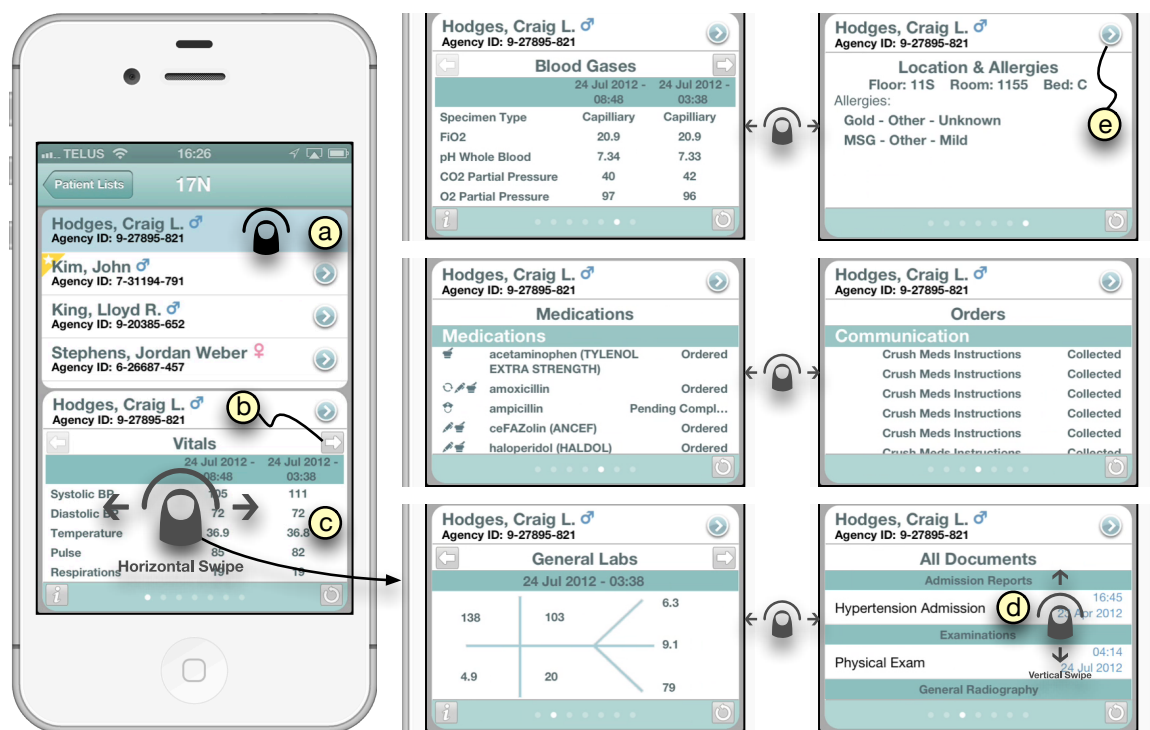 TELUS 16:26
Patient Lists 17N
Hodges, Craig L. ♂
Agency ID: 9-27895-821
a
Kim, John ♂
Agency ID: 7-31194-791
King, Lloyd R. ♂
Agency ID: 9-20385-652
Stephens, Jordan Weber ♀
Agency ID: 6-26687-457
Hodges, Craig L. ♂
Agency ID: 9-27895-821
b
Vitals
24 Jul 2012 - 24 Jul 2012 -
08:48 03:38
Systolic BP 105 111
Diastolic BP 72 72
c
Temperature 36.9 36.8
Pulse 85 82
Respirations 19 19
Horizontal Swipe
i
Hodges, Craig L. ♂
Agency ID: 9-27895-821
Blood Gases
24 Jul 2012 - 24 Jul 2012 -
08:48 03:38
Specimen Type Capilliary Capilliary
FiO2 20.9 20.9
pH Whole Blood 7.34 7.33
CO2 Partial Pressure 40 42
O2 Partial Pressure 97 96
i
Hodges, Craig L. ♂
Agency ID: 9-27895-821
Location & Allergies
Floor: 11S Room: 1155 Bed: C
Allergies:
Gold - Other - Unknown
MSG - Other - Mild
e
Hodges, Craig L. ♂
Agency ID: 9-27895-821
Medications
Medications
acetaminophen (TYLENOL Ordered
EXTRA STRENGTH)
amoxicillin Ordered
ampicillin Pending Compl...
ceFAZolin (ANCEF) Ordered
haloperidol (HALDOL) Ordered
Hodges, Craig L. ♂
Agency ID: 9-27895-821
Orders
Communication
Crush Meds Instructions Collected
Crush Meds Instructions Collected
Crush Meds Instructions Collected
Crush Meds Instructions Collected
Crush Meds Instructions Collected
Crush Meds Instructions Collected
Hodges, Craig L. ♂
Agency ID: 9-27895-821
General Labs
24 Jul 2012 - 03:38
138 103 6.3
9.1
4.9 20 79
i
Hodges, Craig L. ♂
Agency ID: 9-27895-821
All Documents
Admission Reports
16:45
Hypertension Admission Apr 2012
d
Examinations
04:14
Physical Exam 24 Jul 2012
Vertical Swipe
General Radiography